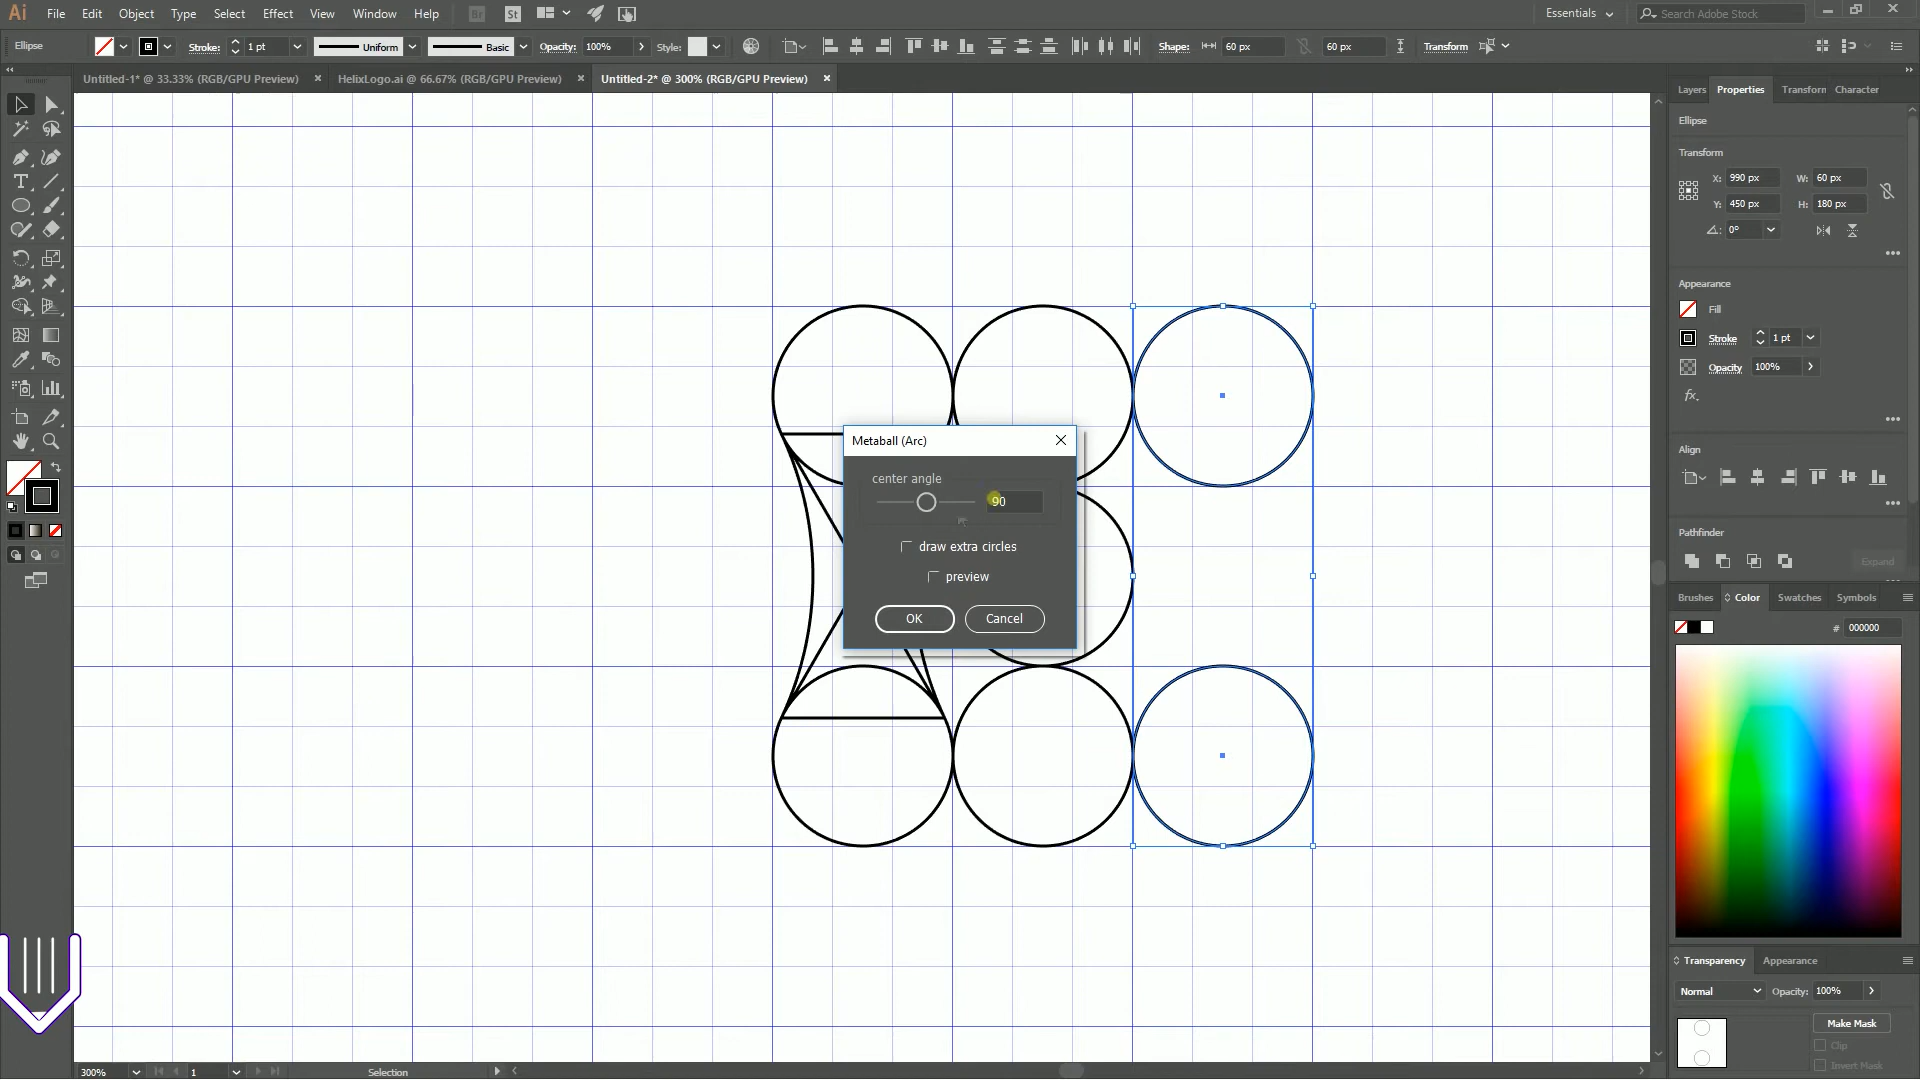 Ai File Edit Object Type Select Effect View Window Help Br St Essentials Search Adobe Stock
Ellipse Stroke: 1 pt Uniform Basic Opacity: 100% Style: Shape: 60 px 60 px Transform
Untitled-1* @ 33.33% (RGB/GPU Preview) × HelixLogo.ai @ 66.67% (RGB/GPU Preview) × Untitled-2* @ 300% (RGB/GPU Preview) ×
Layers Properties Transform Character
Ellipse
Transform
X: 990 px W: 60 px
Y: 450 px H: 180 px
0°
Appearance
Fill
Stroke 1 pt
Opacity 100%
fx.
Align
Pathfinder
Expand
Brushes Color Swatches Symbols
# 000000
Transparency Appearance
Normal Opacity: 100%
Make Mask
Clip
Invert Mask
Metaball (Arc)
center angle
90
draw extra circles
preview
OK Cancel
300% 1 Selection